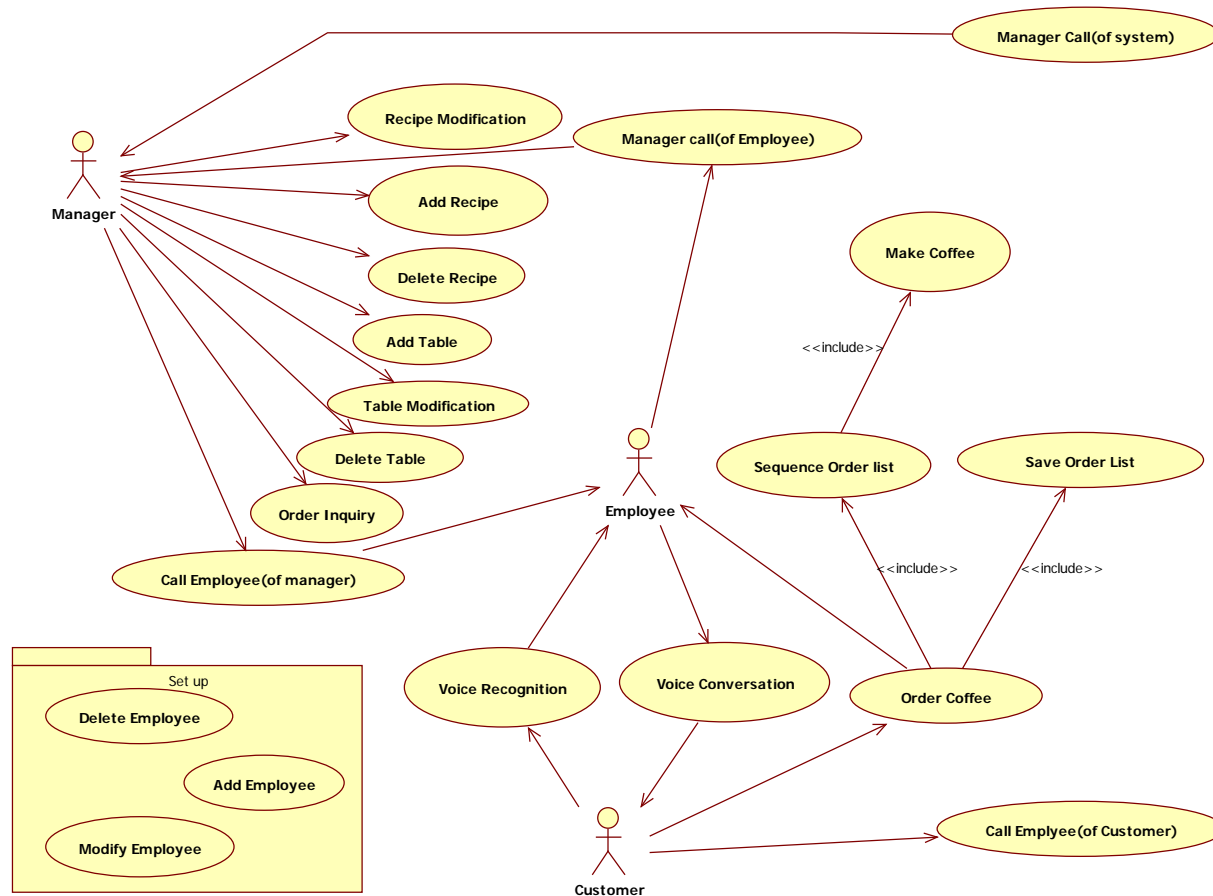 Manager Call(of system)
Recipe Modification
Manager call(of Employee)
Manager
Add Recipe
Make Coffee
Delete Recipe
Add Table
<<include>>
Table Modification
Delete Table
Sequence Order list
Save Order List
Employee
Order Inquiry
Call Employee(of manager)
<<include>>
<<include>>
Set up
Voice Recognition
Voice Conversation
Order Coffee
Delete Employee
Add Employee
Modify Employee
Call Emplyee(of Customer)
Customer